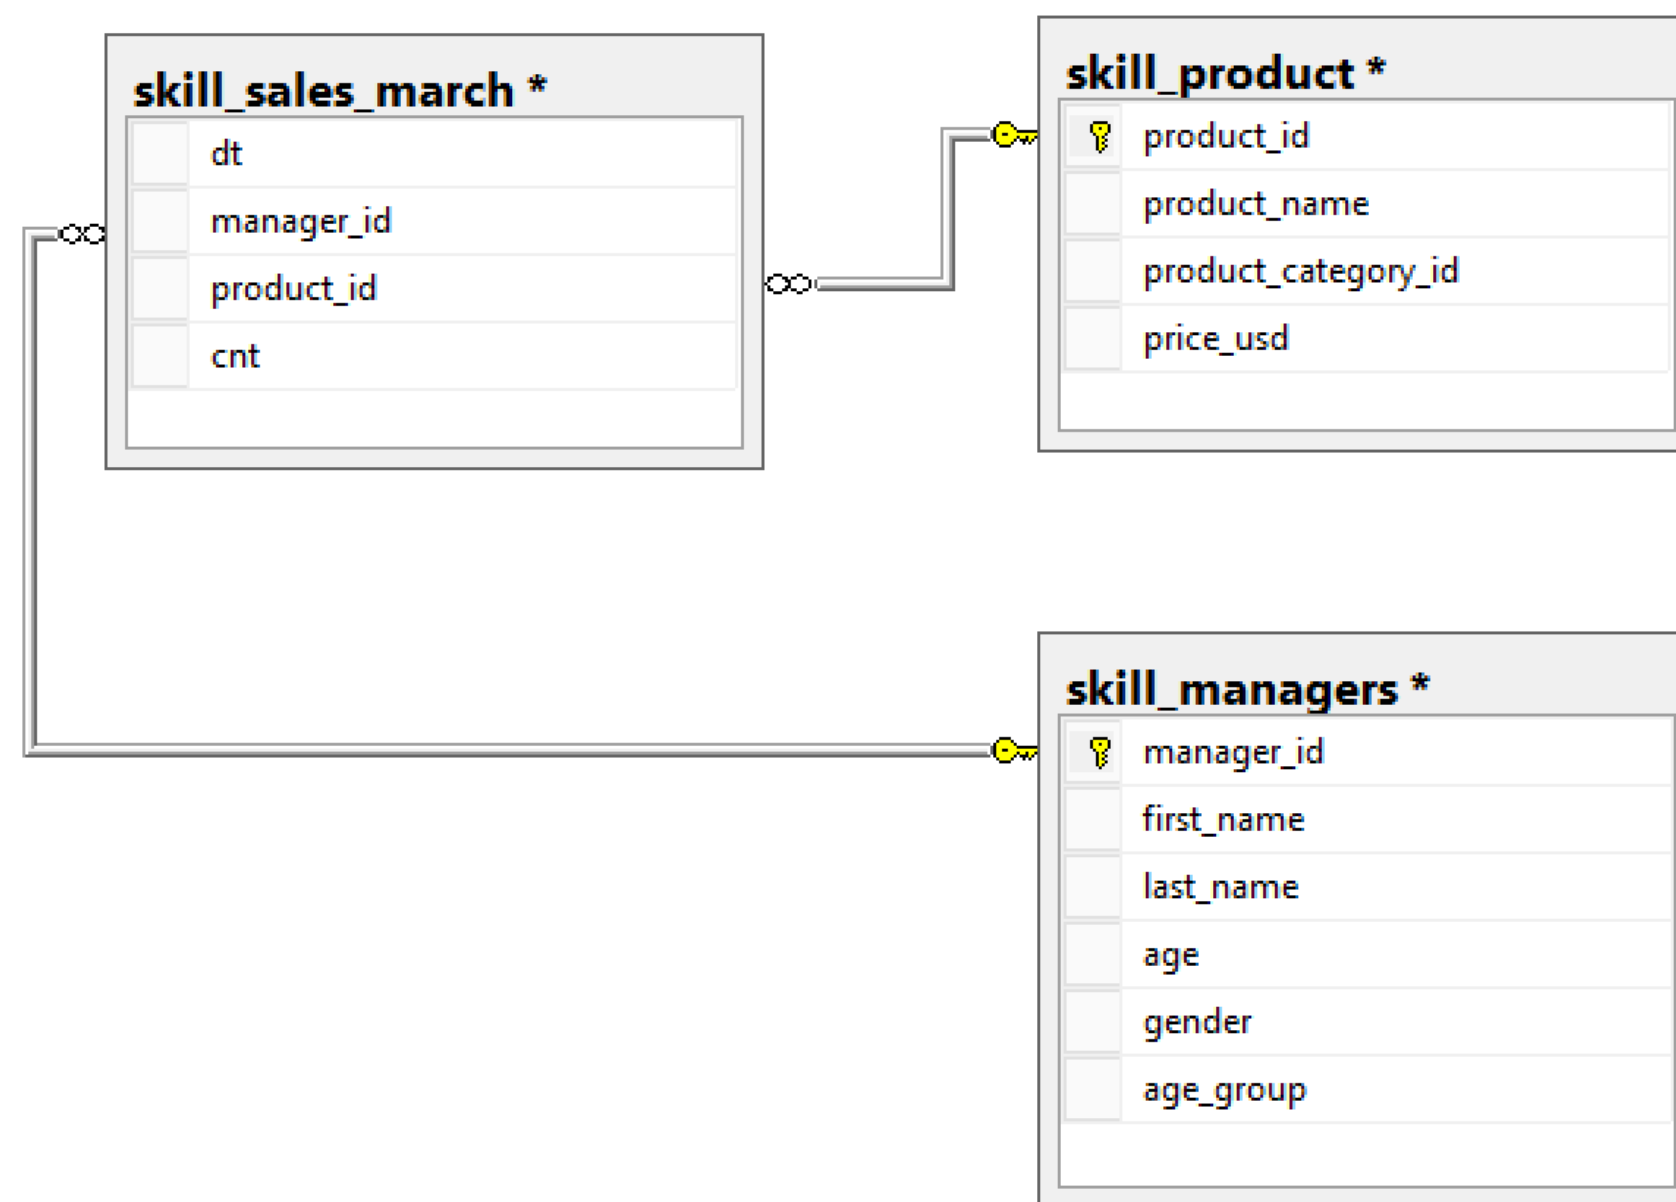 skill_sales_march *
dt
manager_id
product_id
cnt
skill_product *
product_id
product_name
product_category_id
price_usd
skill_managers *
manager_id
first_name
last_name
age
gender
age_group